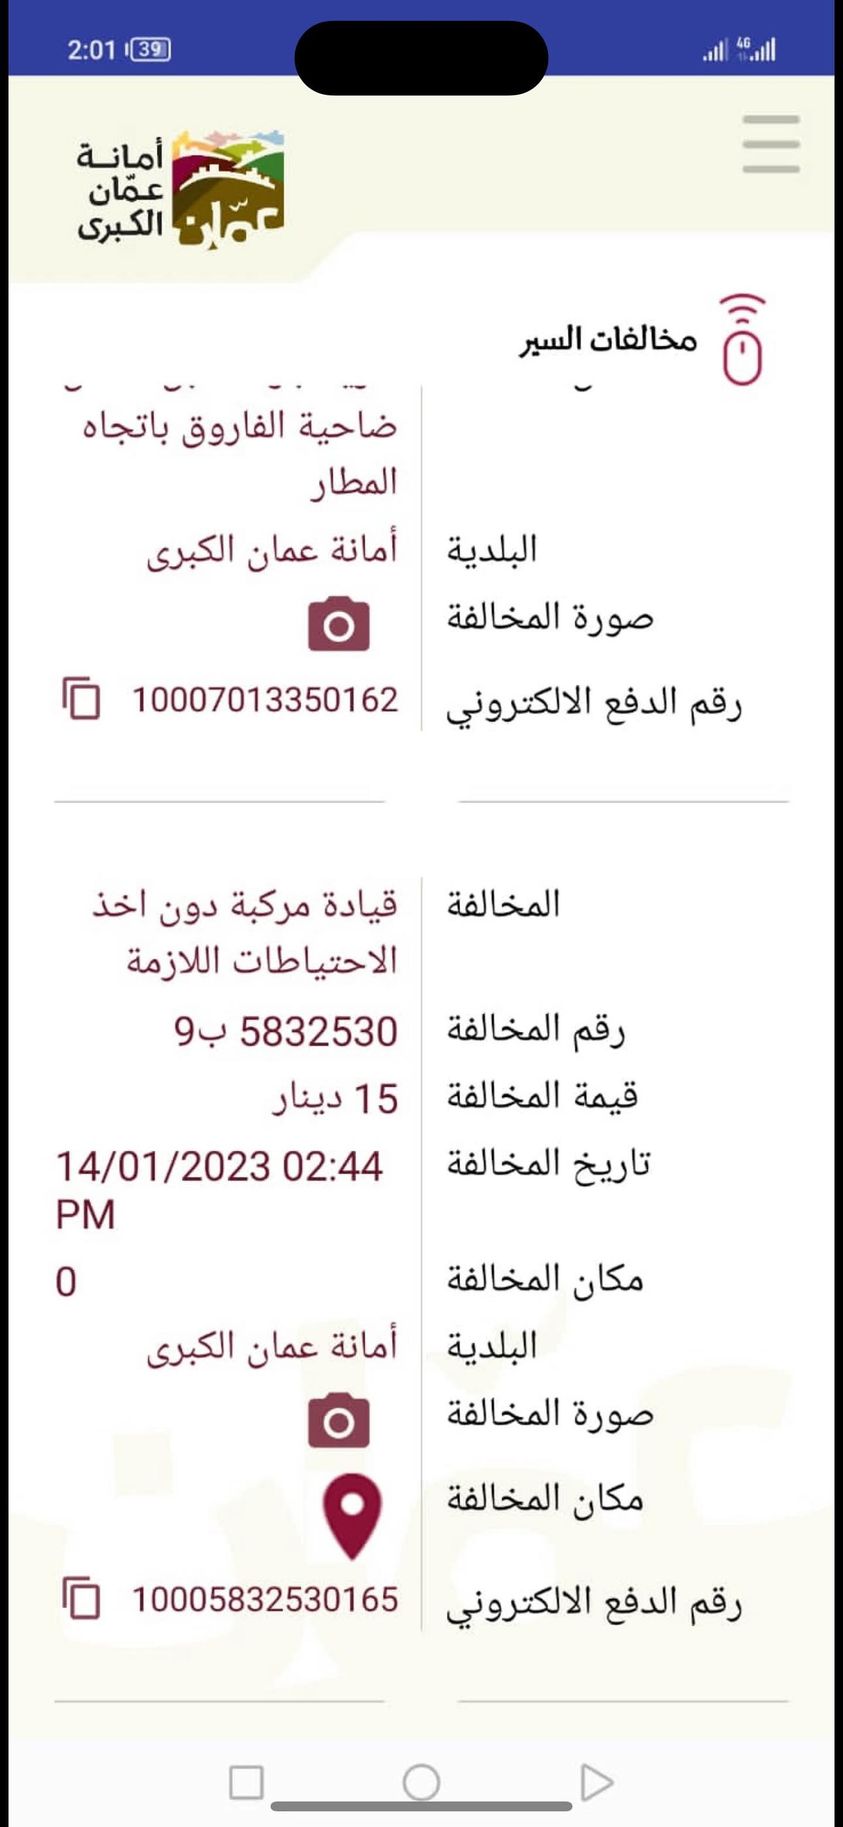 2:01 39 4G
أمانة
عمّان
الكبرى
عمّان
مخالفات السير
ضاحية الفاروق باتجاه
المطار
البلدية أمانة عمان الكبرى
صورة المخالفة
رقم الدفع الالكتروني 10007013350162
المخالفة قيادة مركبة دون اخذ
الاحتياطات اللازمة
رقم المخالفة 5832530 ب9
قيمة المخالفة 15 دينار
تاريخ المخالفة 14/01/2023 02:44
PM
مكان المخالفة 0
البلدية أمانة عمان الكبرى
صورة المخالفة
مكان المخالفة
رقم الدفع الالكتروني 10005832530165